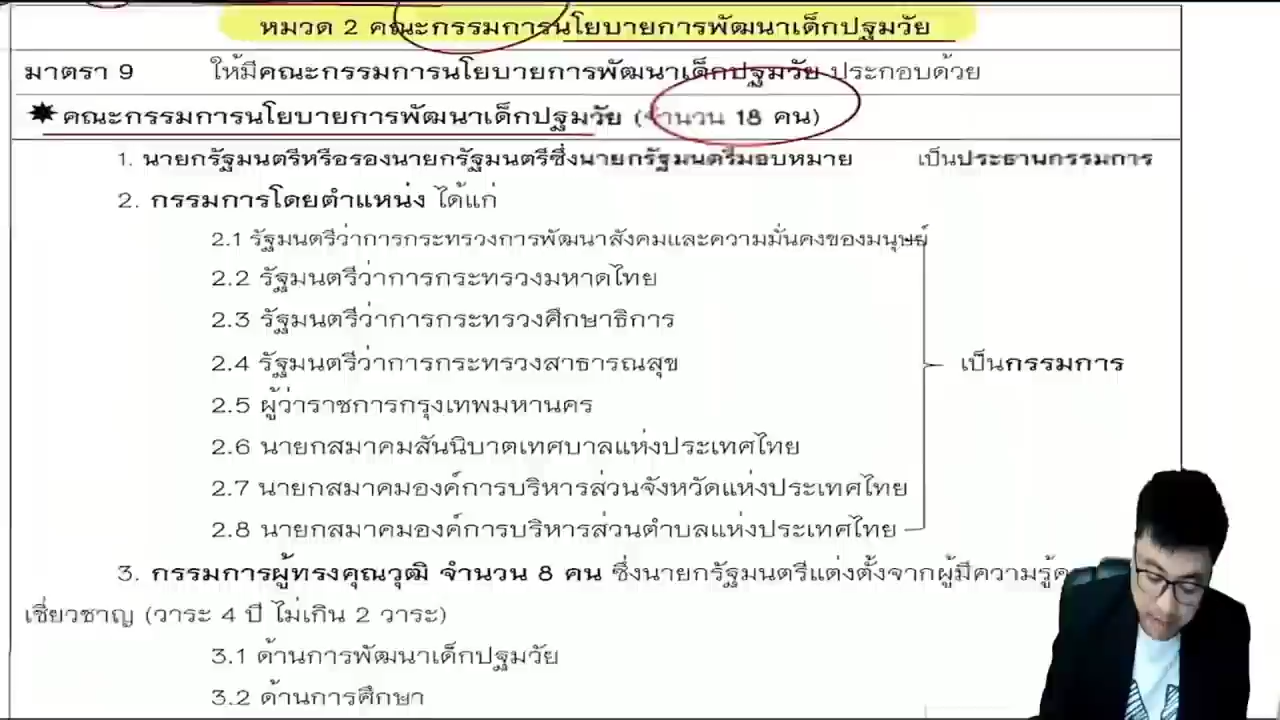 หมวด 2 คณะกรรมการนโยบายการพัฒนาเด็กปฐมวัย
มาตรา 9 ให้มีคณะกรรมการนโยบายการพัฒนาเด็กปฐมวัย ประกอบด้วย
คณะกรรมการนโยบายการพัฒนาเด็กปฐมวัย (จำนวน 18 คน)
1. นายกรัฐมนตรีหรือรองนายกรัฐมนตรีซึ่งนายกรัฐมนตรีมอบหมาย เป็นประธานกรรมการ
2. กรรมการโดยตำแหน่ง ได้แก่
2.1 รัฐมนตรีว่าการกระทรวงการพัฒนาสังคมและความมั่นคงของมนุษย์
2.2 รัฐมนตรีว่าการกระทรวงมหาดไทย
2.3 รัฐมนตรีว่าการกระทรวงศึกษาธิการ
2.4 รัฐมนตรีว่าการกระทรวงสาธารณสุข เป็นกรรมการ
2.5 ผู้ว่าราชการกรุงเทพมหานคร
2.6 นายกสมาคมสันนิบาตเทศบาลแห่งประเทศไทย
2.7 นายกสมาคมองค์การบริหารส่วนจังหวัดแห่งประเทศไทย
2.8 นายกสมาคมองค์การบริหารส่วนตำบลแห่งประเทศไทย
3. กรรมการผู้ทรงคุณวุฒิ จำนวน 8 คน ซึ่งนายกรัฐมนตรีแต่งตั้งจากผู้มีความรู้
เชี่ยวชาญ (วาระ 4 ปี ไม่เกิน 2 วาระ)
3.1 ด้านการพัฒนาเด็กปฐมวัย
3.2 ด้านการศึกษา